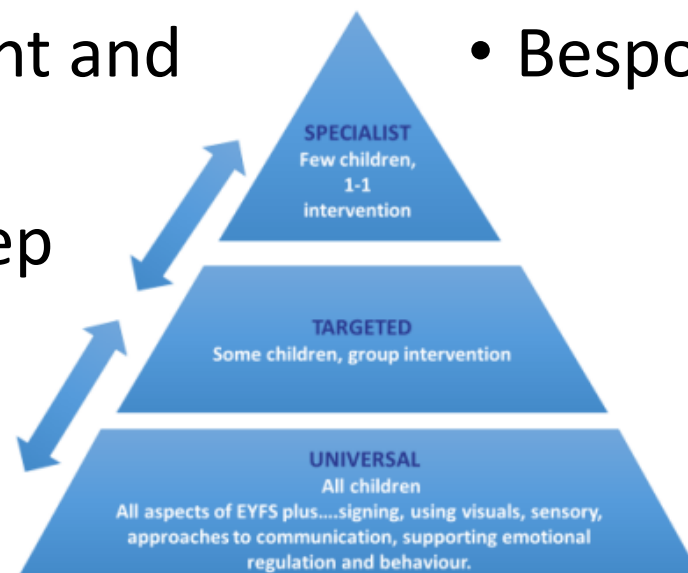 nt and
• Bespo
ep
SPECIALIST
Few children,
1-1
intervention
TARGETED
Some children, group intervention
UNIVERSAL
All children
All aspects of EYFS plus....signing, using visuals, sensory,
approaches to communication, supporting emotional
regulation and behaviour.